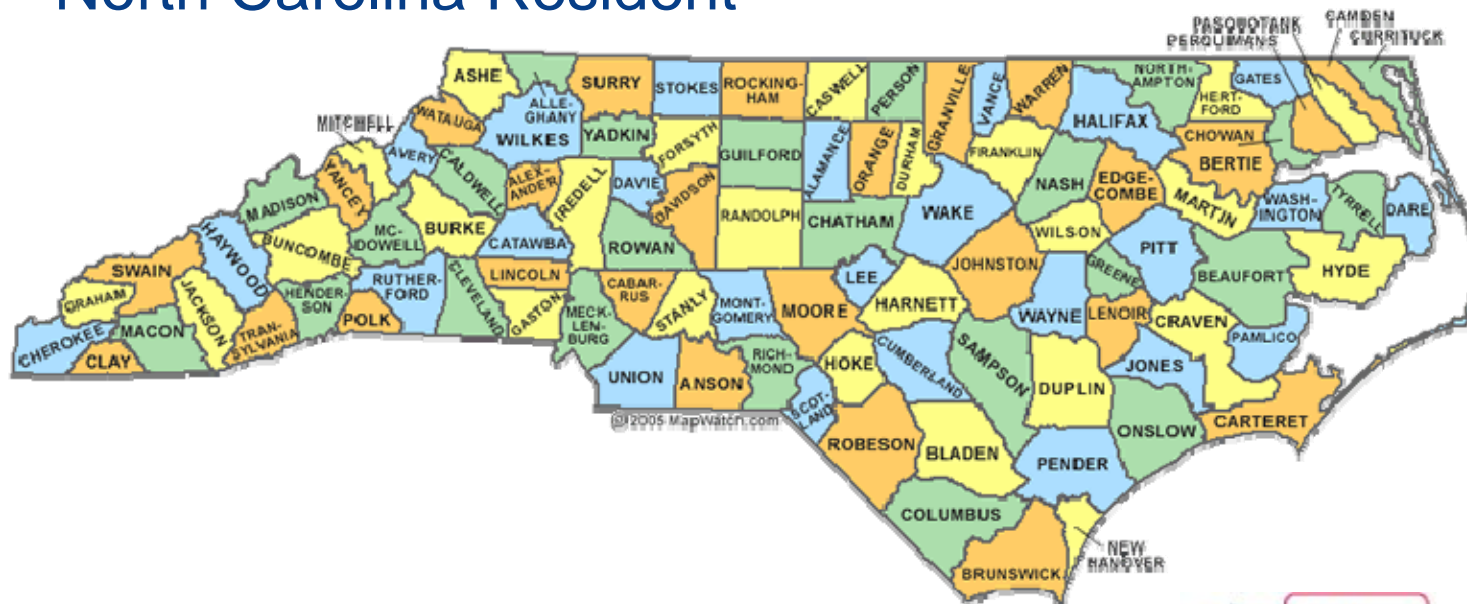 North Carolina Resident
PASQUOTANK
CAMDEN
PERQUIMANS
CURRITUCK
ASHE
ALLE-
GHANY
SURRY
STOKES
ROCKING-
HAM
CASWELL
PERSON
GRANVILLE
VANCE
WARREN
NORTH-
AMPTON
GATES
HERT-
FORD
MITCHELL
WATAUGA
WILKES
YADKIN
FORSYTH
GUILFORD
ALAMANCE
ORANGE
DURHAM
FRANKLIN
HALIFAX
CHOWAN
BERTIE
AVERY
CALDWELL
ALEX-
ANDER
IREDELL
DAVIE
DAVIDSON
RANDOLPH
CHATHAM
WAKE
NASH
EDGE-
COMBE
MARTIN
WASH-
INGTON
TYRRELL
DARE
MADISON
YANCEY
MC-
DOWELL
BURKE
CATAWBA
ROWAN
WILSON
PITT
BEAUFORT
HYDE
HAYWOOD
BUNCOMBE
SWAIN
GRAHAM
JACKSON
HENDER-
SON
RUTHER-
FORD
CLEVELAND
LINCOLN
GASTON
CABAR-
RUS
STANLY
MONT-
GOMERY
MOORE
LEE
HARNETT
JOHNSTON
GREENE
WAYNE
LENOIR
CRAVEN
PAMLICO
CHEROKEE
MACON
CLAY
TRAN-
SYLVANIA
POLK
MECK-
LEN-
BURG
UNION
ANSON
RICH-
MOND
HOKE
CUMBERLAND
SAMPSON
DUPLIN
JONES
SCOT-
LAND
@2005 MapWatch.com
ROBESON
BLADEN
PENDER
ONSLOW
CARTERET
COLUMBUS
BRUNSWICK
NEW
HANOVER